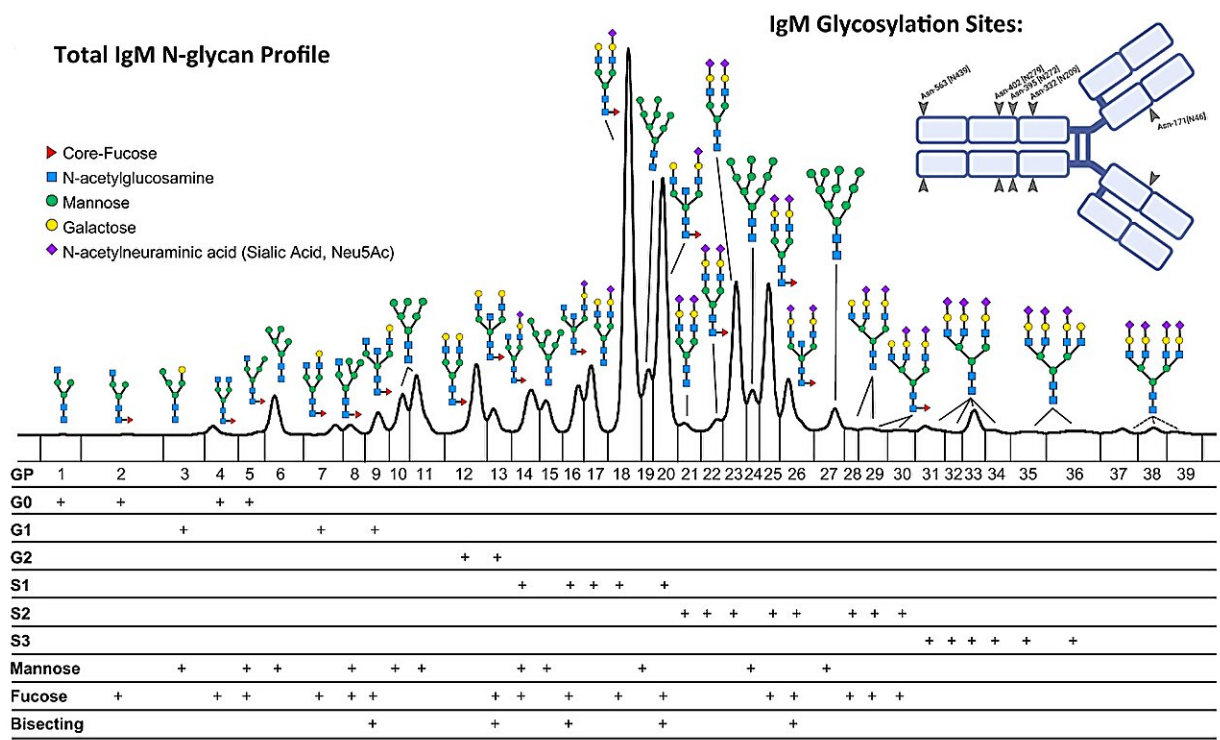 Total IgM N-glycan Profile
IgM Glycosylation Sites:
Asn-563 [N439]
Asn-402 [N279]
Asn-395 [N272]
Asn-332 [N209]
Asn-171[N46]
Core-Fucose
N-acetylglucosamine
Mannose
Galactose
N-acetylneuraminic acid (Sialic Acid, Neu5Ac)
GP 1 2 3 4 5 6 7 8 9 10 11 12 13 14 15 16 17 18 19 20 21 22 23 24 25 26 27 28 29 30 31 32 33 34 35 36 37 38 39
G0 + + + +
G1 + + +
G2 + +
S1 + + + + +
S2 + + + + + + + +
S3 + + + + + +
Mannose + + + + + + + + + + +
Fucose + + + + + + + + + + + + + + + +
Bisecting + + + + +